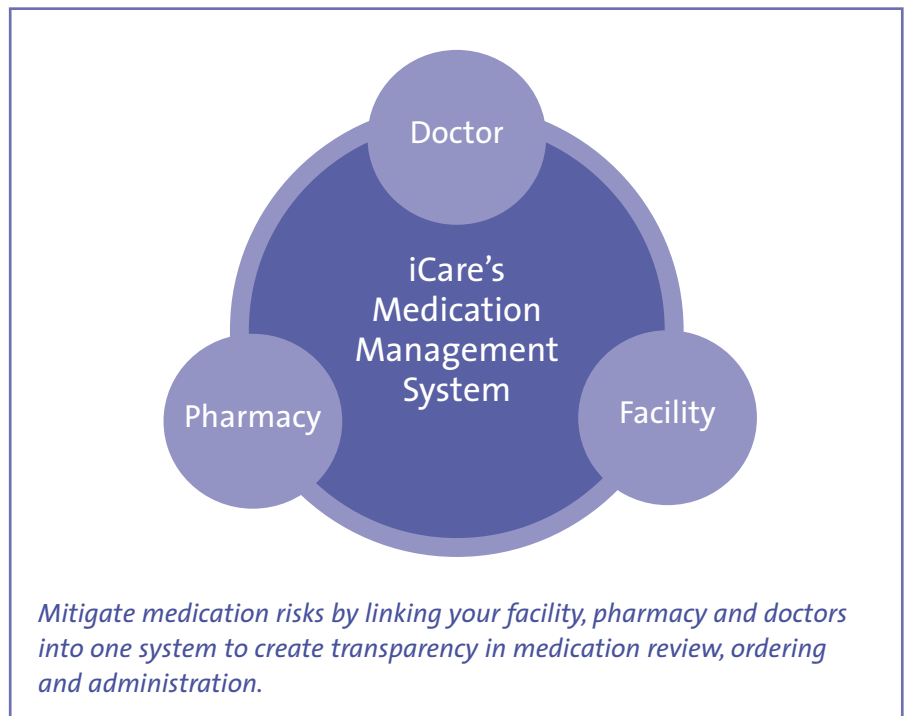 Doctor
iCare’s
Medication
Management
System
Pharmacy
Facility
Mitigate medication risks by linking your facility, pharmacy and doctors
into one system to create transparency in medication review, ordering
and administration.